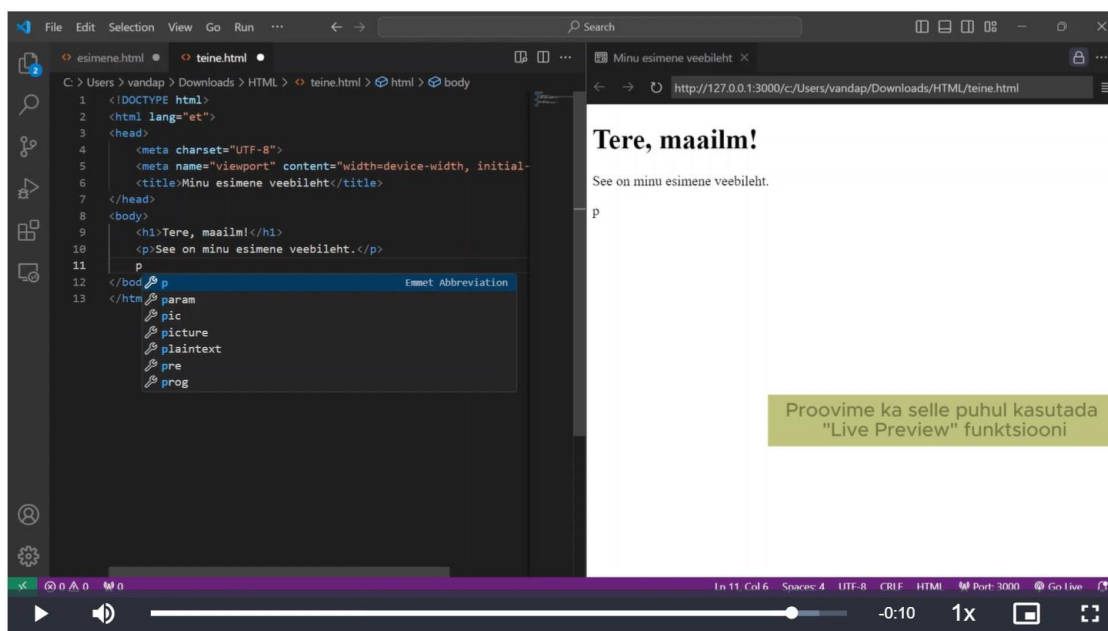 File Edit Selection View Go Run ··· Search
esimene.html teine.html Minu esimene veebileht
C: > Users > vandap > Downloads > HTML > teine.html > html > body
http://127.0.0.1:3000/c:/Users/vandap/Downloads/HTML/teine.html
1 <!DOCTYPE html>
2 <html lang="et">
3 <head>
4 <meta charset="UTF-8">
5 <meta name="viewport" content="width=device-width, initial-
6 <title>Minu esimene veebileht</title>
7 </head>
8 <body>
9 <h1>Tere, maailm!</h1>
10 <p>See on minu esimene veebileht.</p>
11 p
12 </bod
13 </htm
p Emmet Abbreviation
param
pic
picture
plaintext
pre
prog
Tere, maailm!
See on minu esimene veebileht.
p
Proovime ka selle puhul kasutada
"Live Preview" funktsiooni
2
0 0 0 Ln 11, Col 6 Spaces: 4 UTF-8 CRLF HTML Port: 3000 Go Live
-0:10 1x